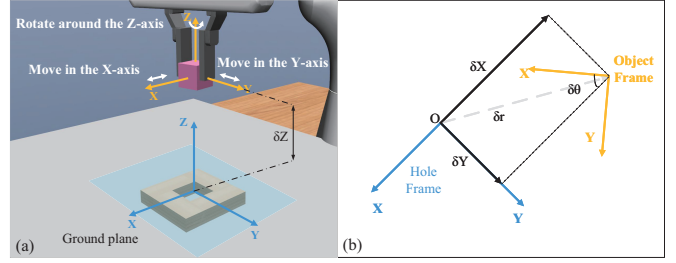 Rotate around the Z-axis
Z
Move in the X-axis
Move in the Y-axis
X
Y
Z
δZ
X
Y
Ground plane
(a)
δX
Object
Frame
X
δθ
O
δr
Y
δY
Hole
Frame
X
Y
(b)